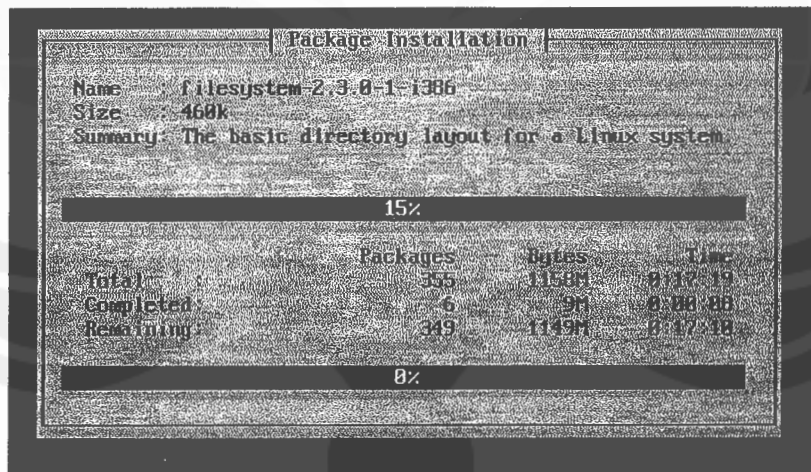 Package Installation
Name : filesystem-2.3.0-1-i386
Size : 460k
Summary: The basic directory layout for a Linux system.
15%
Packages Bytes Time
Total : 355 1158M 0:17:19
Completed: 6 9M 0:00:08
Remaining: 349 1149M 0:17:10
0%